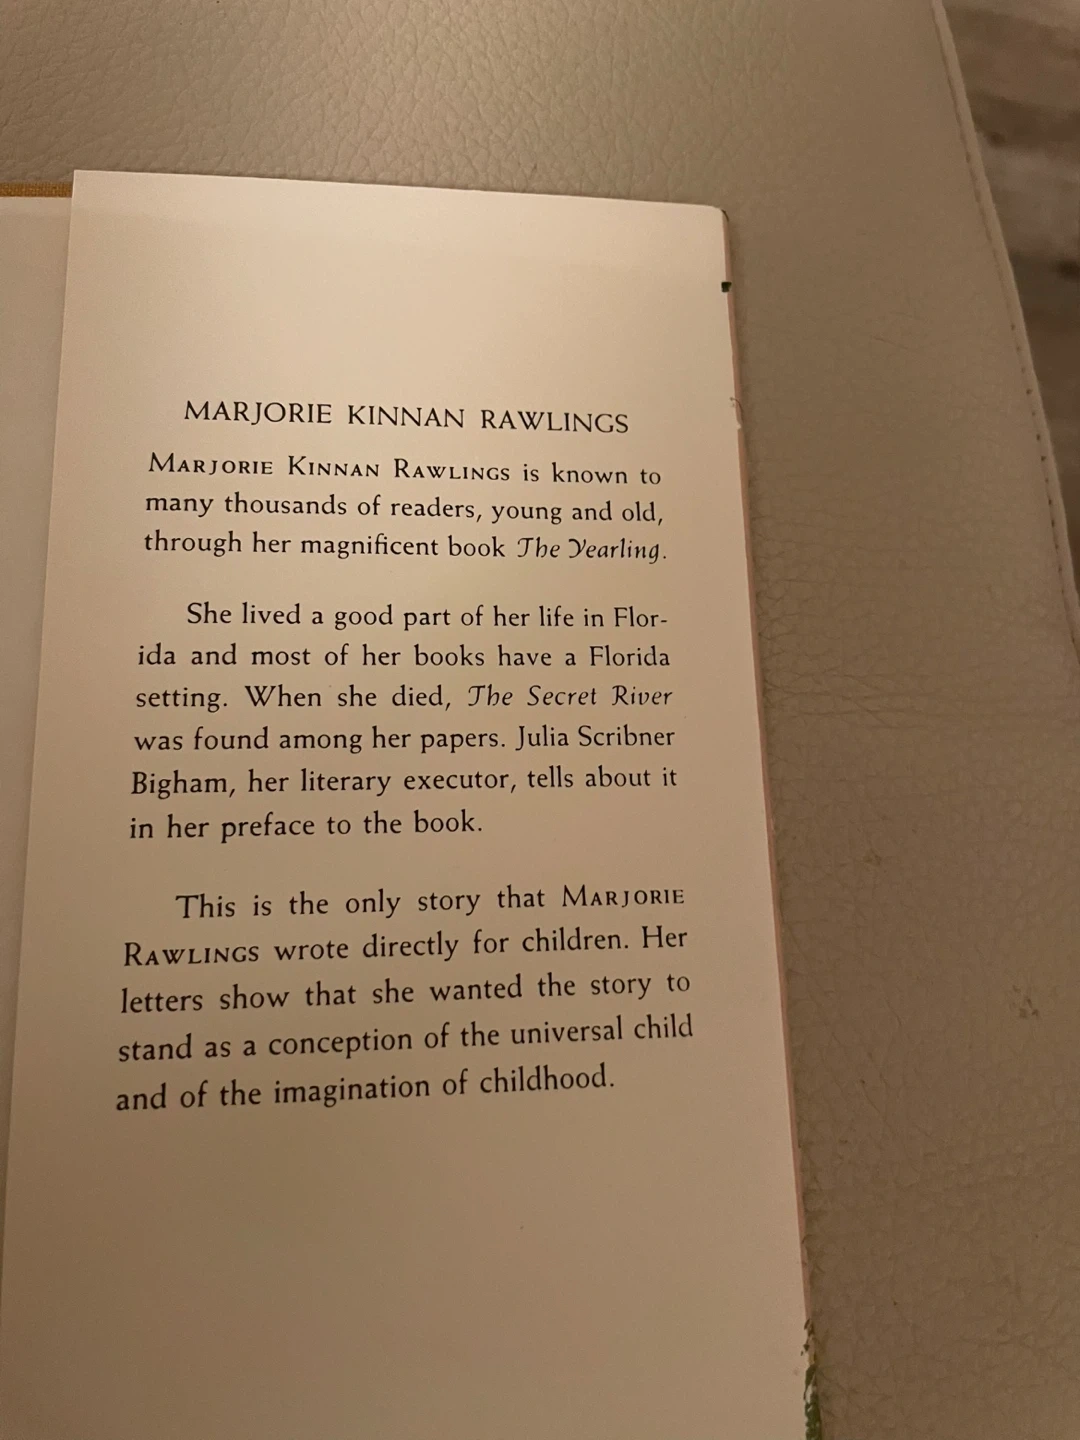 MARJORIE KINNAN RAWLINGS
MARJORIE KINNAN RAWLINGS is known to
many thousands of readers, young and old,
through her magnificent book The Yearling.
She lived a good part of her life in Flor-
ida and most of her books have a Florida
setting. When she died, The Secret River
was found among her papers. Julia Scribner
Bigham, her literary executor, tells about it
in her preface to the book.
This is the only story that MARJORIE
RAWLINGS wrote directly for children. Her
letters show that she wanted the story to
stand as a conception of the universal child
and of the imagination of childhood.